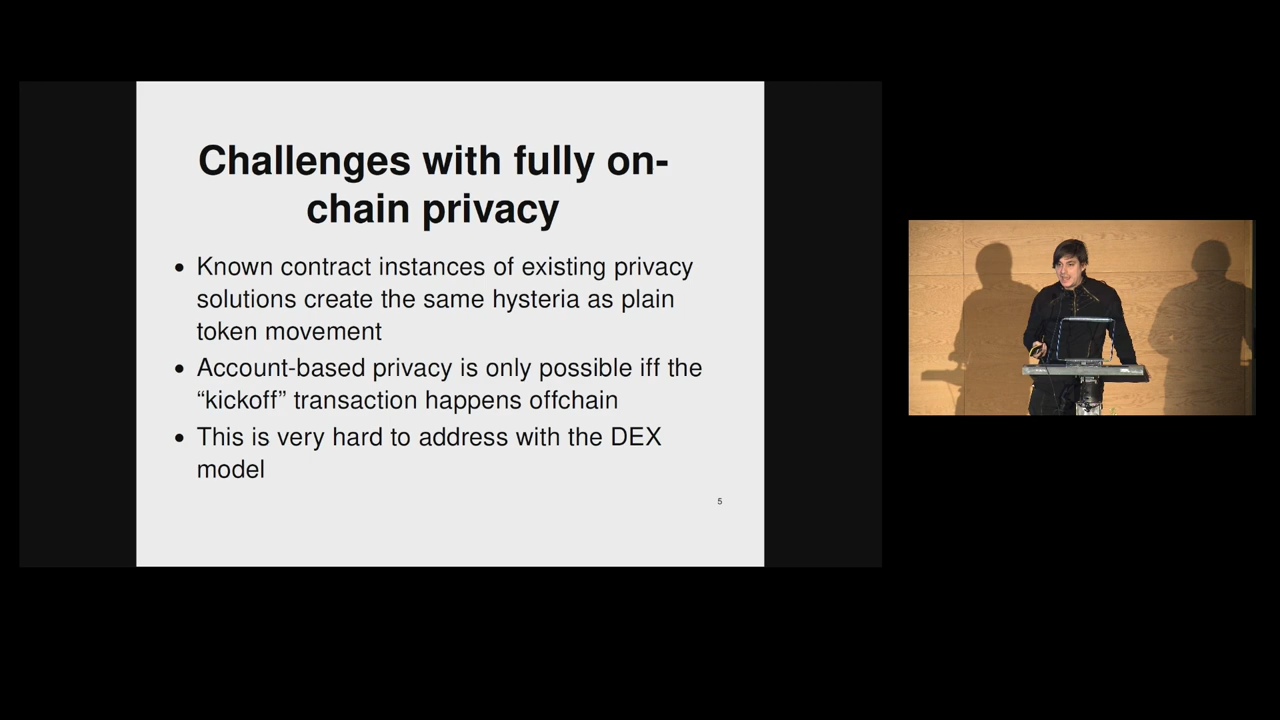 Challenges with fully on-
chain privacy
• Known contract instances of existing privacy
solutions create the same hysteria as plain
token movement
• Account-based privacy is only possible iff the
“kickoff” transaction happens offchain
• This is very hard to address with the DEX
model
5